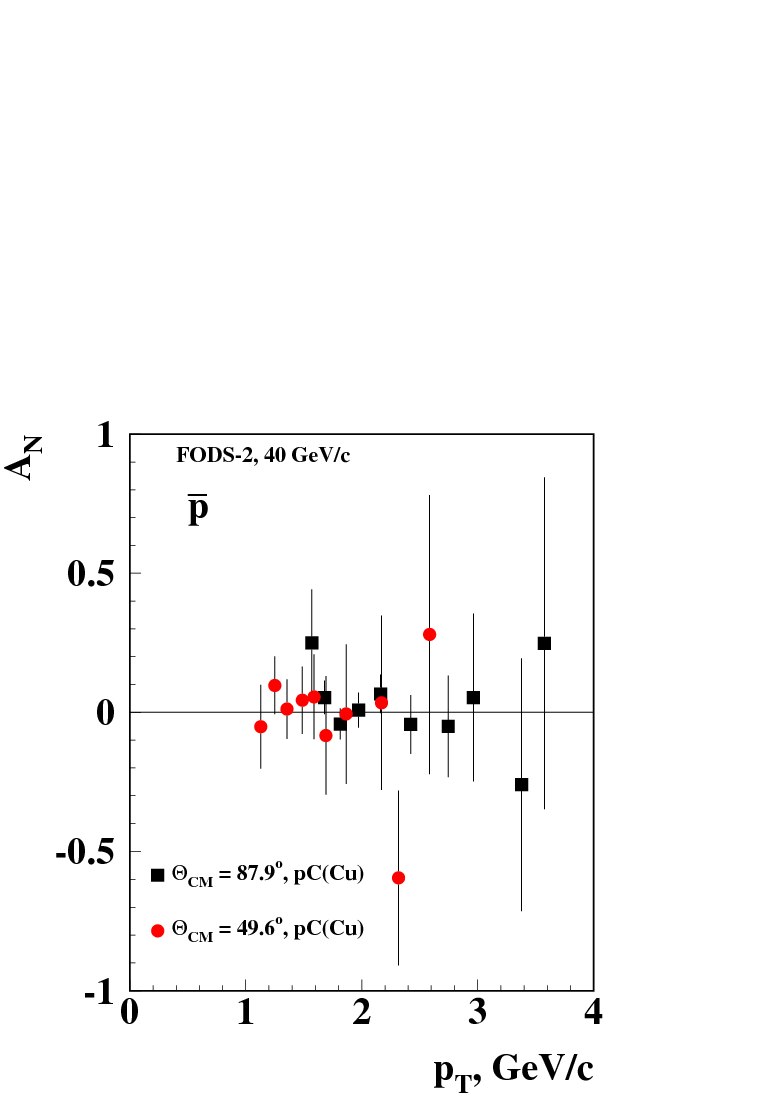 1
A_N
FODS-2, 40 GeV/c
p̅
0.5
0
-0.5
Θ_CM = 87.9°, pC(Cu)
Θ_CM = 49.6°, pC(Cu)
-1
0 1 2 3 4
p_T, GeV/c